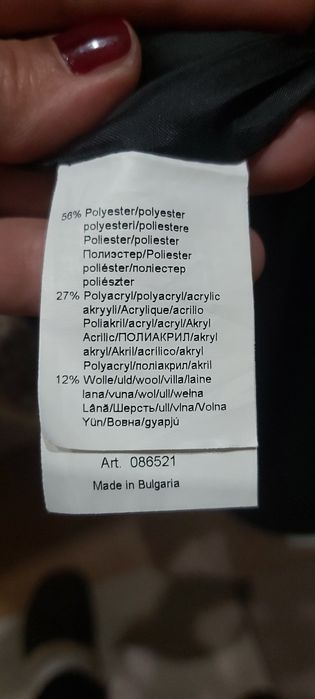 56% Polyester/polyester
polyesteri/poliestere
Poliester/poliester
Полиэстер/Poliester
poliéster/поліестер
poliészter
27% Polyacryl/polyacryl/acrylic
akryyli/Acrylique/acrilio
Poliakril/acryl/acryl/Akryl
Acrilic/ПОЛИАКРИЛ/akryl
akryl/Akril/acrílico/akryl
Polyacryl/поліакрил/akril
12% Wolle/uld/wool/villa/laine
lana/vuna/wol/ull/wełna
Lână/Шерсть/ull/vlna/Volna
Yün/Вовна/gyapjú
Art. 086521
Made in Bulgaria